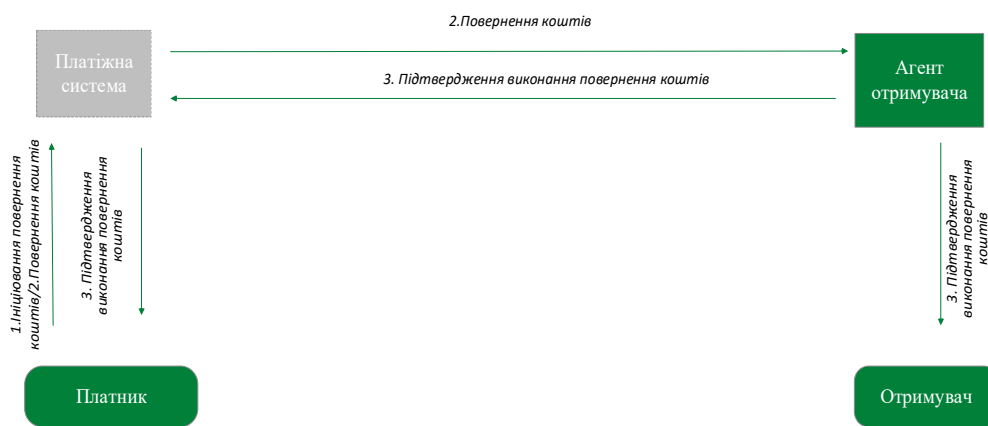 2.Повернення коштів
Платіжна
система
3. Підтвердження виконання повернення коштів
Агент
отримувача
1.Ініціювання повернення
коштів/2.Повернення коштів
3. Підтвердження
виконання повернення
коштів
3. Підтвердження
виконання повернення
коштів
Платник
Отримувач